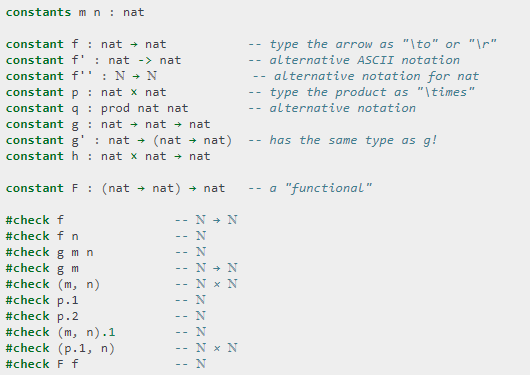 constants m n : nat
constant f : nat → nat -- type the arrow as "\to" or "\r"
constant f' : nat -> nat -- alternative ASCII notation
constant f'' : ℕ → ℕ -- alternative notation for nat
constant p : nat × nat -- type the product as "\times"
constant q : prod nat nat -- alternative notation
constant g : nat → nat → nat
constant g' : nat → (nat → nat) -- has the same type as g!
constant h : nat × nat → nat
constant F : (nat → nat) → nat -- a "functional"
#check f -- ℕ → ℕ
#check f n -- ℕ
#check g m n -- ℕ
#check g m -- ℕ → ℕ
#check (m, n) -- ℕ × ℕ
#check p.1 -- ℕ
#check p.2 -- ℕ
#check (m, n).1 -- ℕ
#check (p.1, n) -- ℕ × ℕ
#check F f -- ℕ